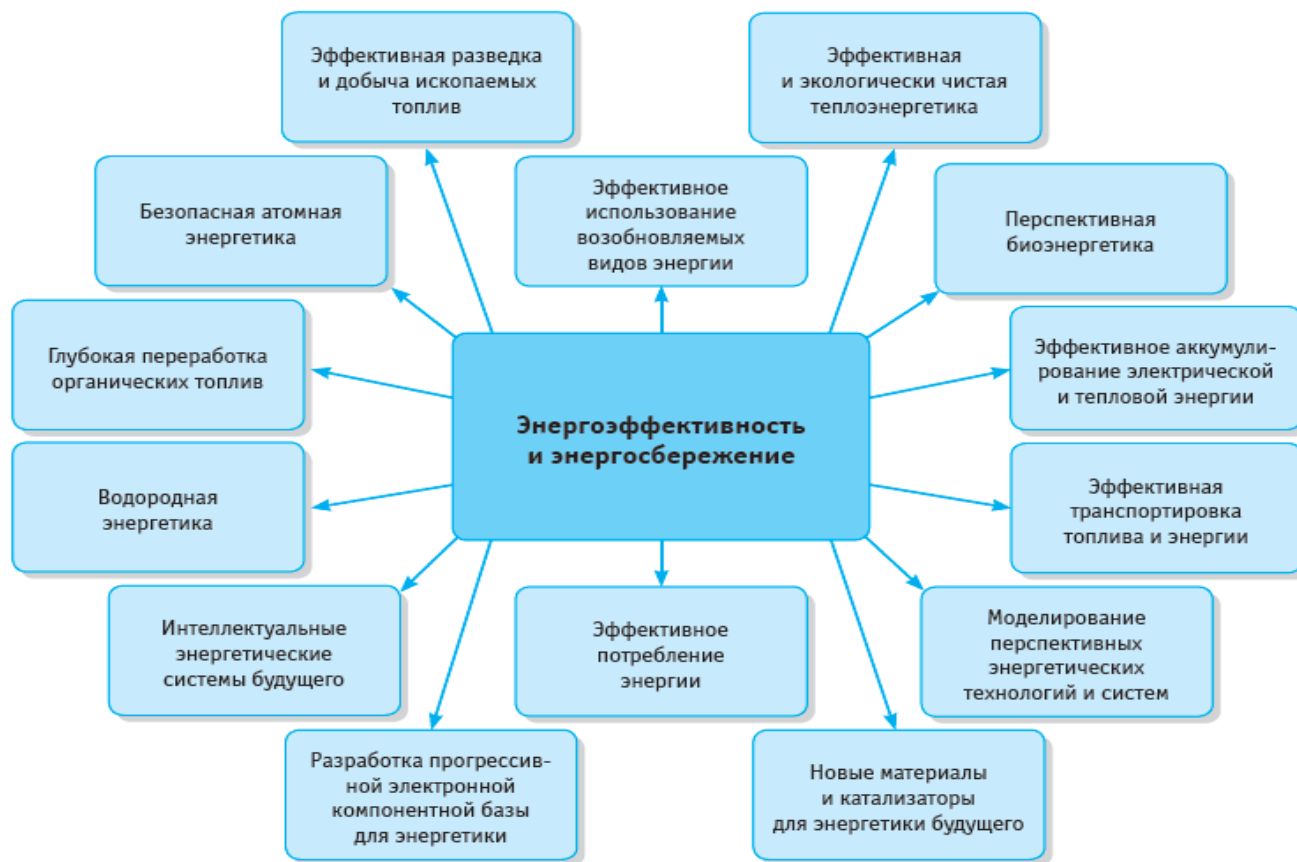 Эффективная разведка
и добыча ископаемых
топлив
Эффективная
и экологически чистая
теплоэнергетика
Безопасная атомная
энергетика
Эффективное
использование
возобновляемых
видов энергии
Перспективная
биоэнергетика
Глубокая переработка
органических топлив
Эффективное аккумули-
рование электрической
и тепловой энергии
Энергоэффективность
и энергосбережение
Водородная
энергетика
Эффективная
транспортировка
топлива и энергии
Интеллектуальные
энергетические
системы будущего
Эффективное
потребление
энергии
Моделирование
перспективных
энергетических
технологий и систем
Разработка прогрессив-
ной электронной
компонентной базы
для энергетики
Новые материалы
и катализаторы
для энергетики будущего